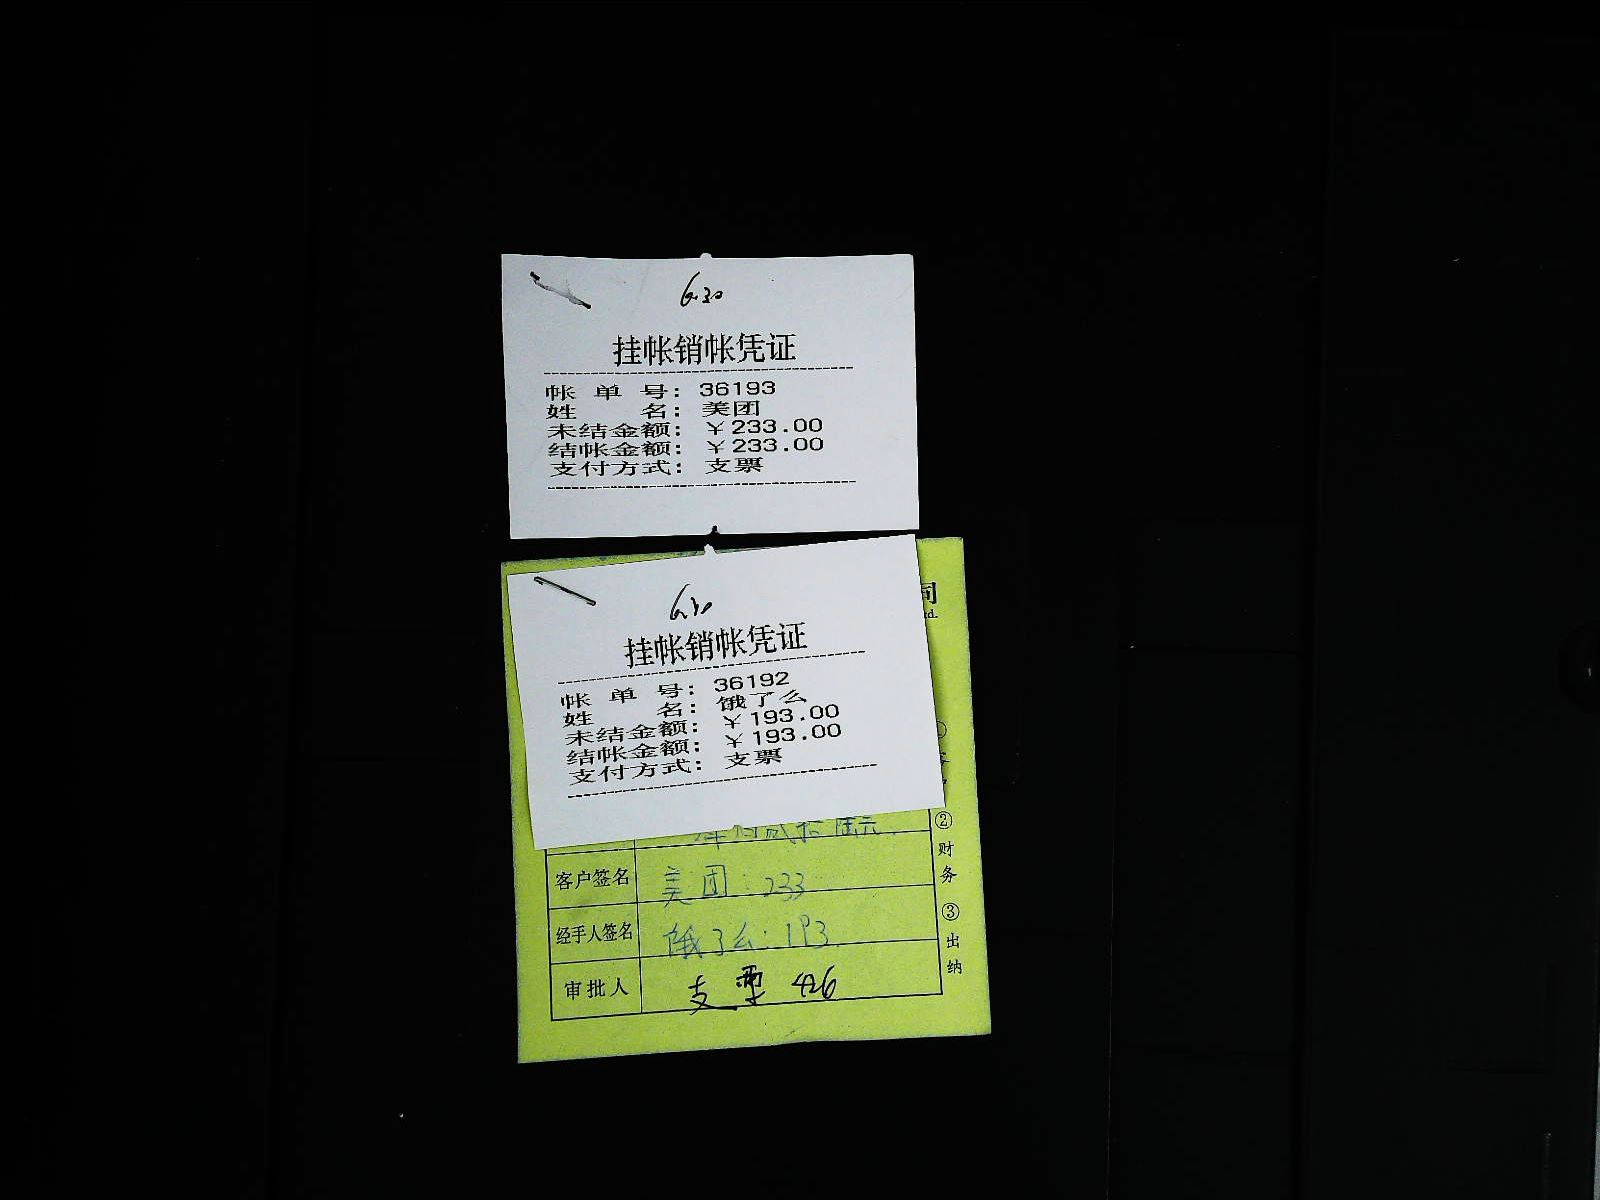 6.30
挂帐销帐凭证
帐 单 号: 36193
姓 名: 美团
未结金额: ￥233.00
结帐金额: ￥233.00
支付方式: 支票
司
td.
6.30
挂帐销帐凭证
帐 单 号: 36192
姓 名: 饿了么
未结金额: ￥193.00
结帐金额: ￥193.00
支付方式: 支票
②财务
③出纳
客户签名 美团:233
经手人签名 饿了么:193
审批人 支票 426